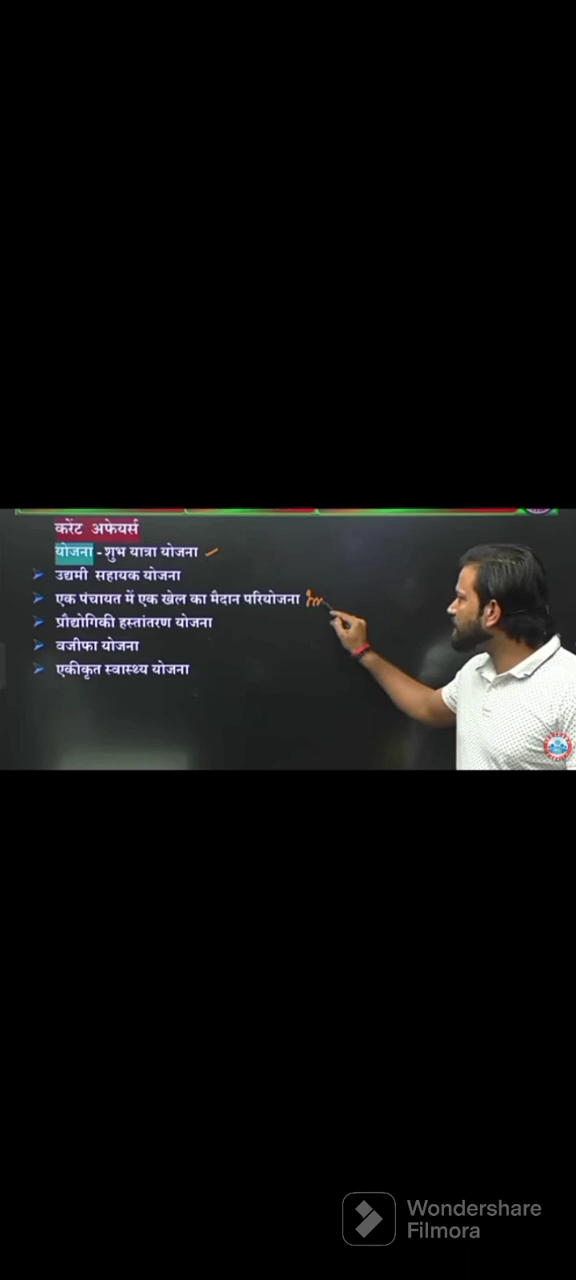 करेंट अफेयर्स
योजना - शुभ यात्रा योजना
➤ उद्यमी सहायक योजना
➤ एक पंचायत में एक खेल का मैदान परियोजना
➤ प्रौद्योगिकी हस्तांतरण योजना
➤ वजीफा योजना
➤ एकीकृत स्वास्थ्य योजना
Wondershare
Filmora